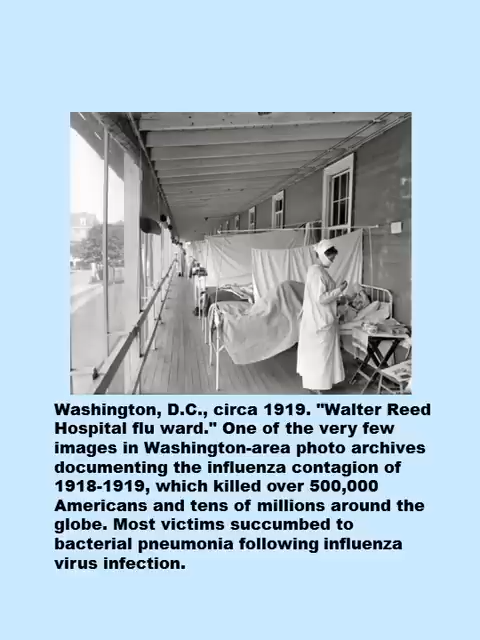 Washington, D.C., circa 1919. "Walter Reed
Hospital flu ward." One of the very few
images in Washington-area photo archives
documenting the influenza contagion of
1918-1919, which killed over 500,000
Americans and tens of millions around the
globe. Most victims succumbed to
bacterial pneumonia following influenza
virus infection.